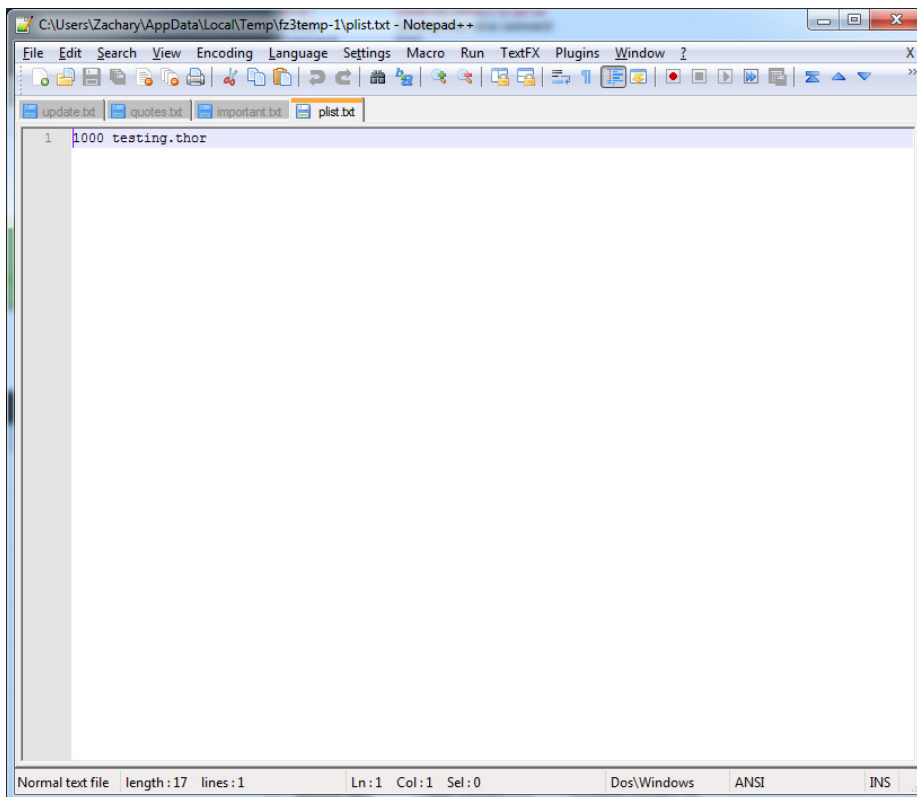 C:\Users\Zachary\AppData\Local\Temp\fz3temp-1\plist.txt - Notepad++
File Edit Search View Encoding Language Settings Macro Run TextFX Plugins Window ? X
update.txt quotes.txt important.txt plist.txt
1 1000 testing.thor
Normal text file length : 17 lines : 1 Ln : 1 Col : 1 Sel : 0 Dos\Windows ANSI INS